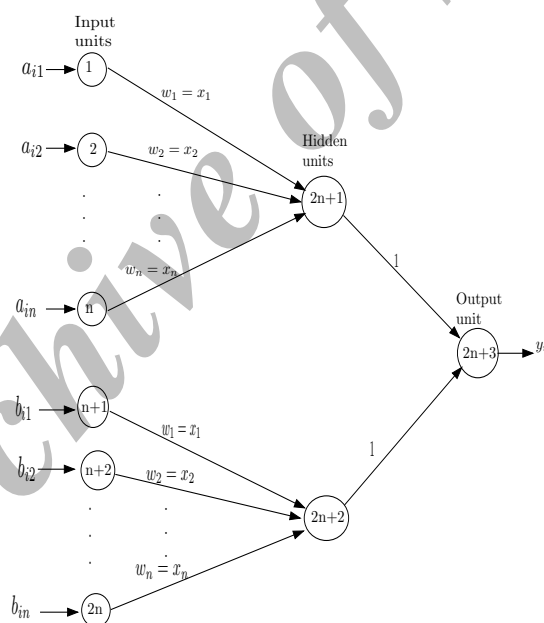 Input
units
a_{i1} 1
w_1 = x_1
a_{i2} 2
w_2 = x_2
Hidden
units
2n+1
w_n = x_n
a_{in} n
1
Output
unit
2n+3
b_{i1} n+1
w_1 = x_1
b_{i2} n+2
w_2 = x_2
1
2n+2
w_n = x_n
b_{in} 2n
chive of